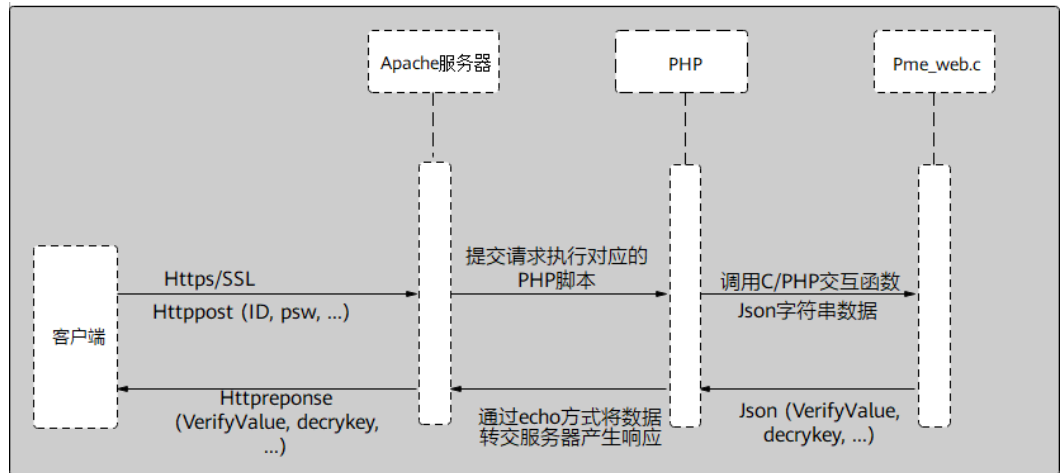 Apache服务器
PHP
Pme_web.c
客户端
Https/SSL
Httppost (ID, psw, ...)
提交请求执行对应的
PHP脚本
调用C/PHP交互函数
Json字符串数据
Httpreponse
(VerifyValue, decrykey,
...)
通过echo方式将数据
转交服务器产生响应
Json (VerifyValue,
decrykey, ...)